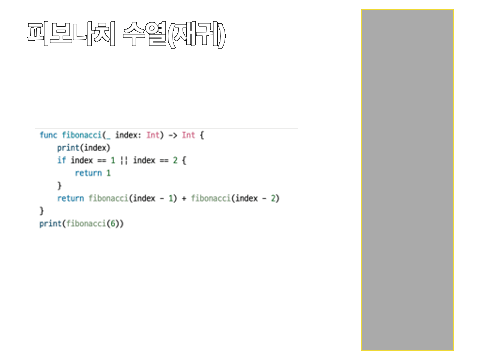 피보나치 수열(재귀)
func fibonacci(_ index: Int) -> Int {
    print(index)
    if index == 1 || index == 2 {
        return 1
    }
    return fibonacci(index - 1) + fibonacci(index - 2)
}
print(fibonacci(6))